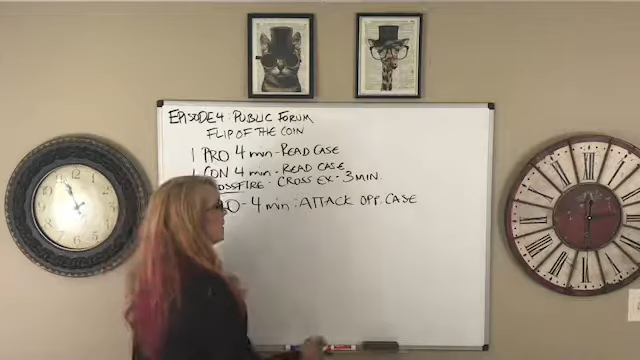 EPISODE 4: PUBLIC FORUM
FLIP OF THE COIN
1 PRO 4 min - READ CASE
CON 4 min - READ CASE
CROSS EX - 3 MIN.
- 4 min: ATTACK OPP. CASE